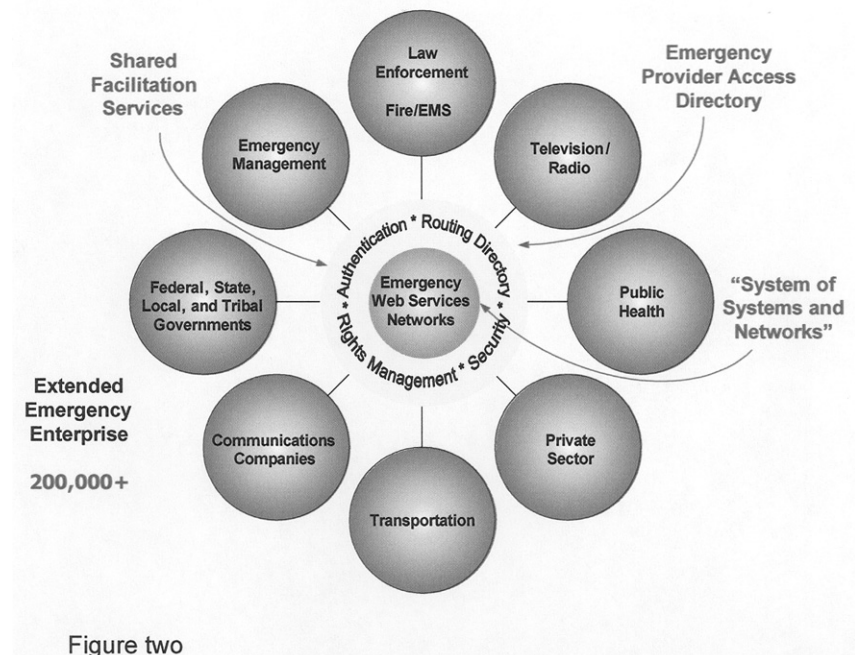 Shared
Facilitation
Services
Law
Enforcement
Fire/EMS
Emergency
Provider Access
Directory
Emergency
Management
Television/
Radio
* Authentication * Routing Directory * Security * Rights Management
Federal, State,
Local, and Tribal
Governments
Emergency
Web Services
Networks
Public
Health
“System of
Systems and
Networks”
Extended
Emergency
Enterprise
200,000+
Communications
Companies
Private
Sector
Transportation
Figure two